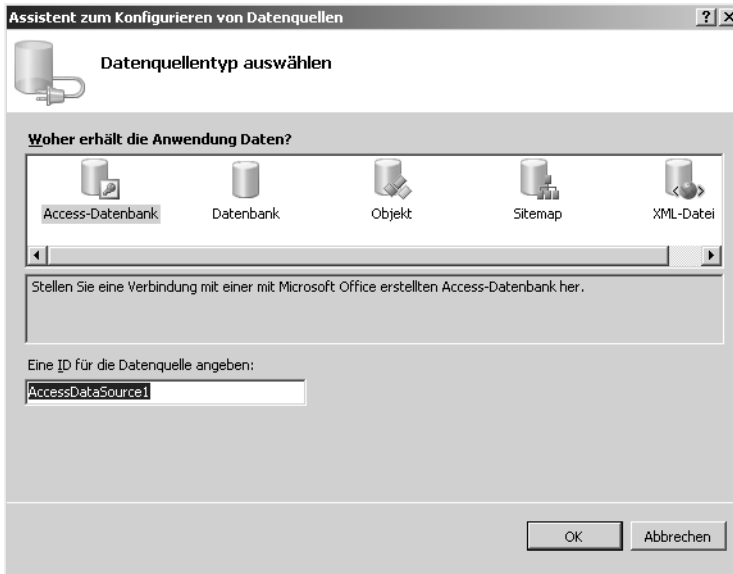 Assistent zum Konfigurieren von Datenquellen
Datenquellentyp auswählen
Woher erhält die Anwendung Daten?
Access-Datenbank Datenbank Objekt Sitemap XML-Datei
Stellen Sie eine Verbindung mit einer mit Microsoft Office erstellten Access-Datenbank her.
Eine ID für die Datenquelle angeben:
AccessDataSource1
OK Abbrechen